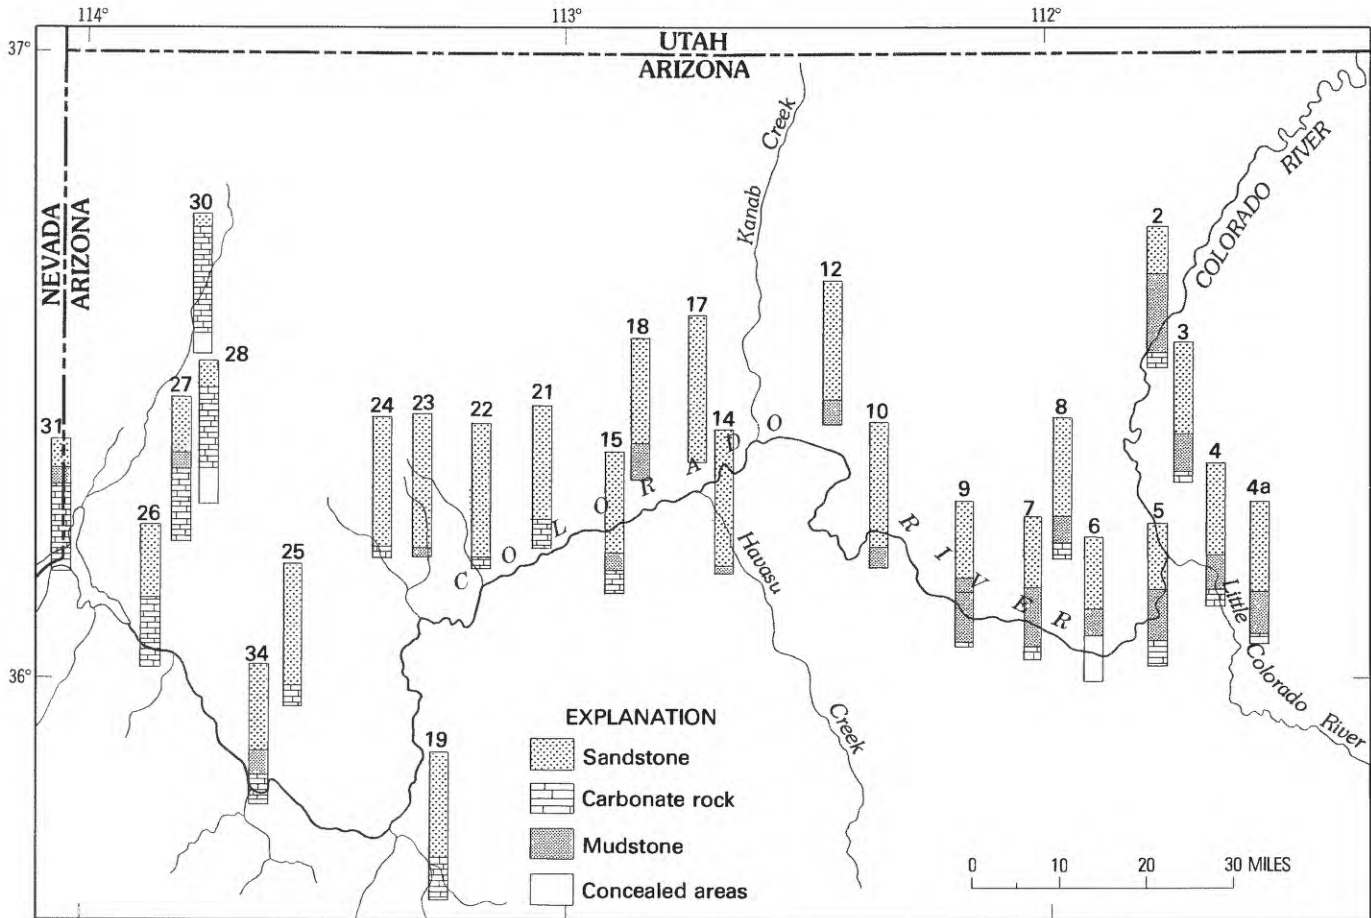 114°
113°
112°
37°
UTAH
ARIZONA
NEVADA
ARIZONA
Kanab Creek
COLORADO RIVER
30
2
12
17
18
3
28
27
24
23
22
21
14
10
8
31
15
4
4a
26
9
7
6
5
25
COLORADO RIVER
Havasu Creek
Little Colorado River
36°
34
19
EXPLANATION
Sandstone
Carbonate rock
Mudstone
Concealed areas
0 10 20 30 MILES